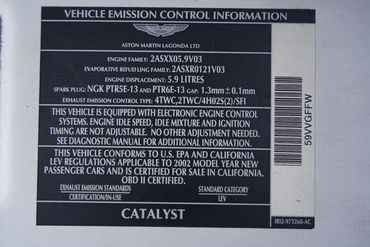 VEHICLE EMISSION CONTROL INFORMATION
ASTON MARTIN LAGONDA LTD
ENGINE FAMILY: 2ASXX05.9V03
EVAPORATIVE REFUELING FAMILY: 2ASXR0121V03
ENGINE DISPLACEMENT: 5.9 LITRES
SPARK PLUG: NGK PTR5E-13 AND PTR6E-13 GAP: 1.3mm±0.1mm
EXHAUST EMISSION CONTROL TYPE: 4TWC,2TWC/4HO2S(2)/SFI
THIS VEHICLE IS EQUIPPED WITH ELECTRONIC ENGINE CONTROL
SYSTEMS. ENGINE IDLE SPEED, IDLE MIXTURE AND IGNITION
TIMING ARE NOT ADJUSTABLE. NO OTHER ADJUSTMENTS NEEDED.
SEE DIAGNOSTIC MANUAL FOR ADDITIONAL INFORMATION.
THIS VEHICLE CONFORMS TO U.S. EPA AND CALIFORNIA
LEV REGULATIONS APPLICABLE TO 2002 MODEL YEAR NEW
PASSENGER CARS AND IS CERTIFIED FOR SALE IN CALIFORNIA.
OBD II CERTIFIED.
EXHAUST EMISSION STANDARDS STANDARD CATEGORY
CERTIFICATION/IN-USE LEV
CATALYST
1R12-973260-AC
59VVGFFW